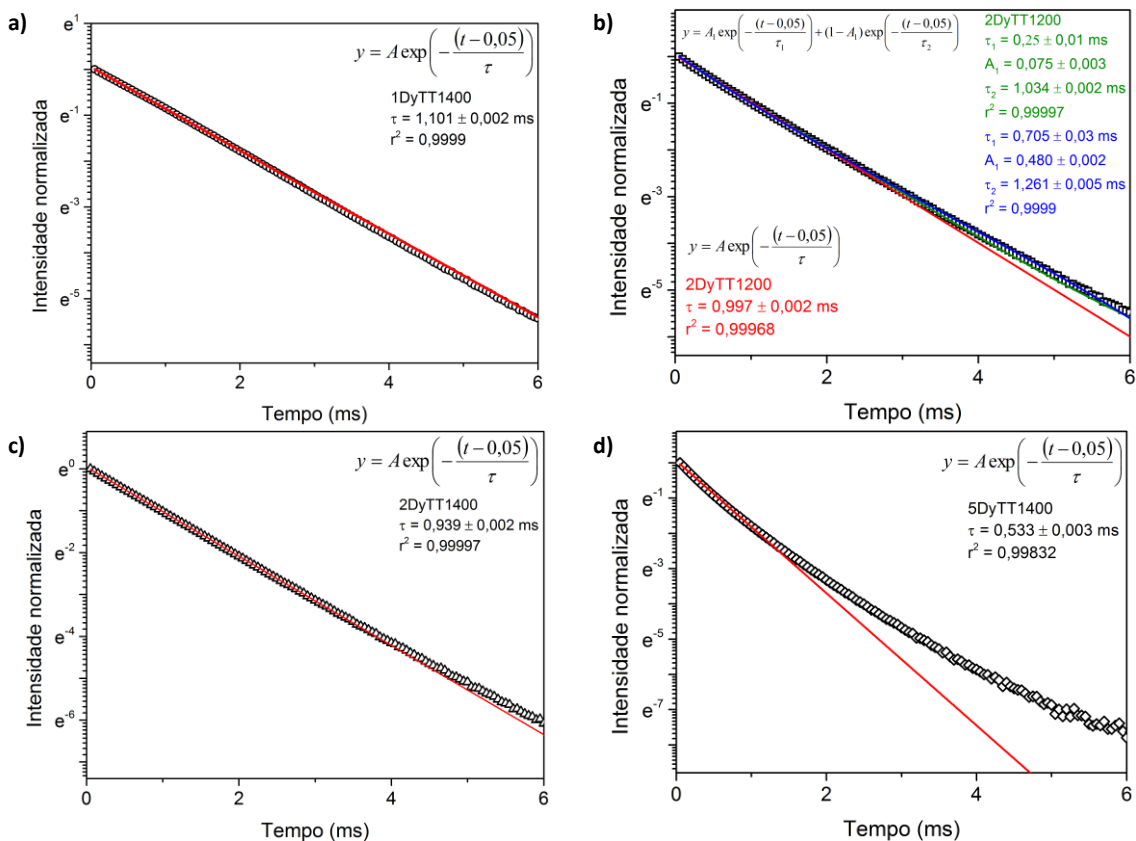 a)
y = A exp(-(t-0,05)/τ)
1DyTT1400
τ = 1,101 ± 0,002 ms
r² = 0,9999
Intensidade normalizada
e¹
e⁻¹
e⁻³
e⁻⁵
0 2 4 6
Tempo (ms)
b)
y = A₁ exp(-(t-0,05)/τ₁) + (1-A₁) exp(-(t-0,05)/τ₂)
2DyTT1200
τ₁ = 0,25 ± 0,01 ms
A₁ = 0,075 ± 0,003
τ₂ = 1,034 ± 0,002 ms
r² = 0,99997
τ₁ = 0,705 ± 0,03 ms
A₁ = 0,480 ± 0,002
τ₂ = 1,261 ± 0,005 ms
r² = 0,9999
y = A exp(-(t-0,05)/τ)
2DyTT1200
τ = 0,997 ± 0,002 ms
r² = 0,99968
Intensidade normalizada
e⁻¹
e⁻³
e⁻⁵
0 2 4 6
Tempo (ms)
c)
y = A exp(-(t-0,05)/τ)
2DyTT1400
τ = 0,939 ± 0,002 ms
r² = 0,99997
Intensidade normalizada
e⁰
e⁻²
e⁻⁴
e⁻⁶
0 2 4 6
Tempo (ms)
d)
y = A exp(-(t-0,05)/τ)
5DyTT1400
τ = 0,533 ± 0,003 ms
r² = 0,99832
Intensidade normalizada
e⁻¹
e⁻³
e⁻⁵
e⁻⁷
0 2 4 6
Tempo (ms)